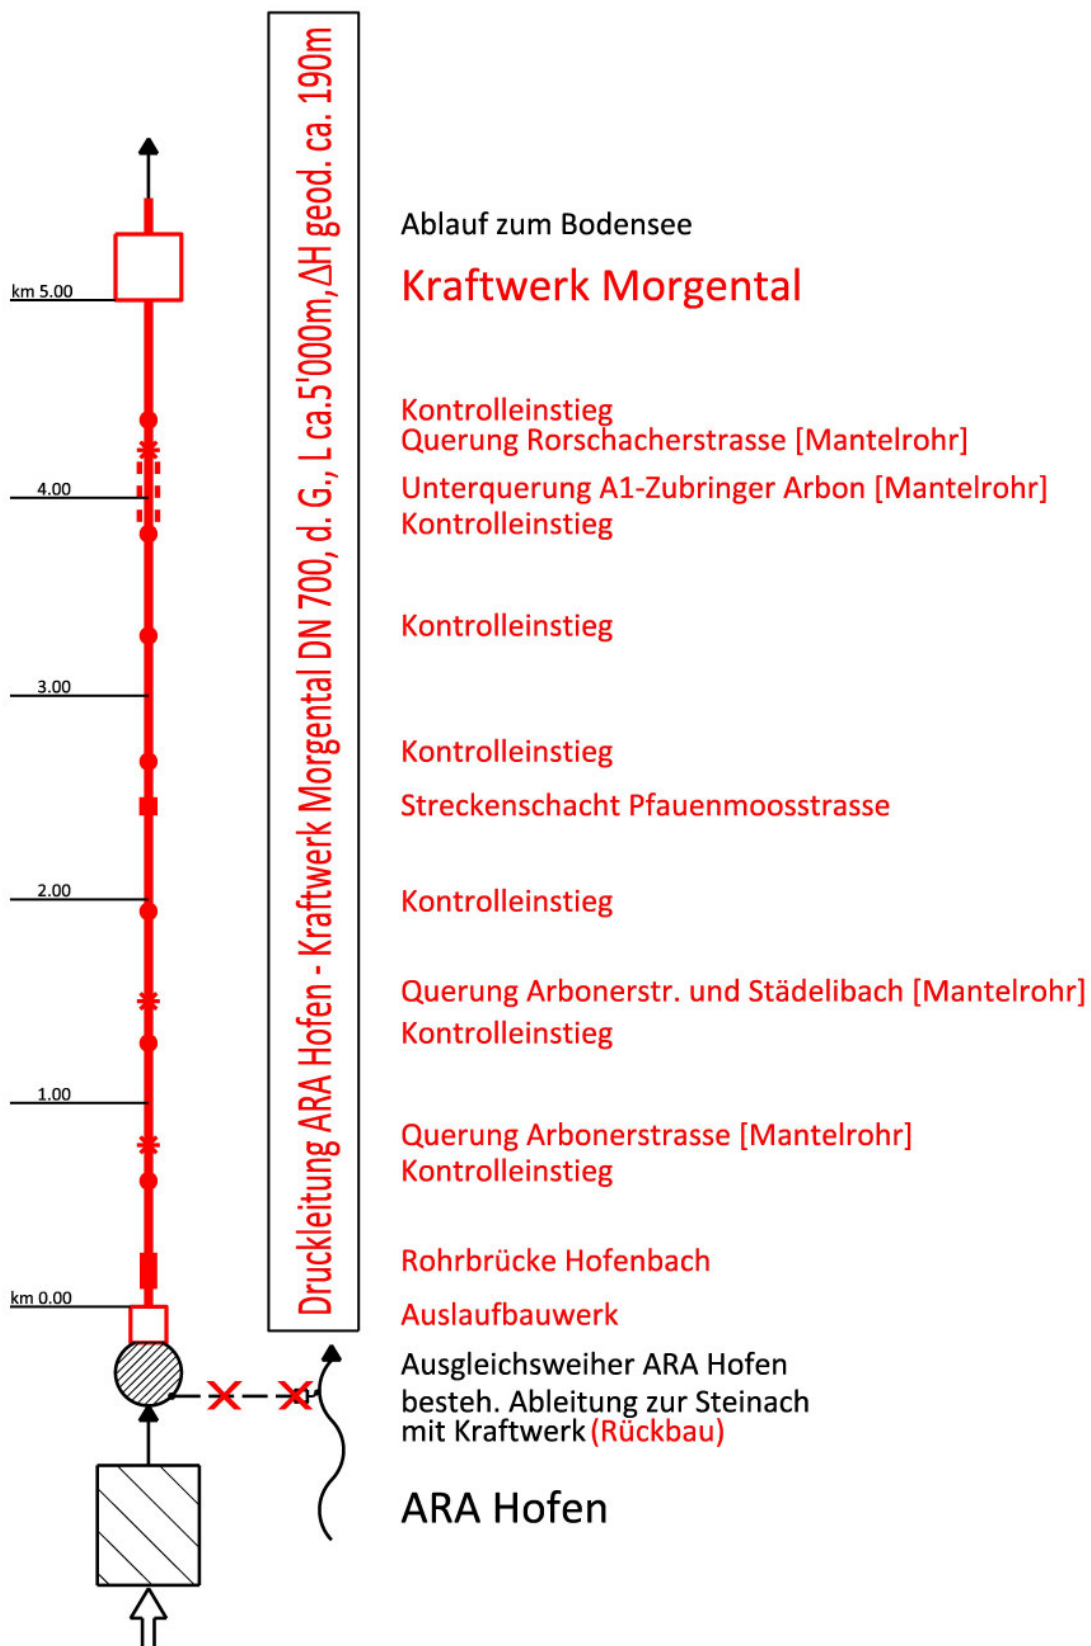 Druckleitung ARA Hofen - Kraftwerk Morgental DN 700, d. G., L ca.5'000m, ΔH geod. ca. 190m
Ablauf zum Bodensee
Kraftwerk Morgental
km 5.00
Kontrolleinstieg
Querung Rorschacherstrasse [Mantelrohr]
4.00
Unterquerung A1-Zubringer Arbon [Mantelrohr]
Kontrolleinstieg
Kontrolleinstieg
3.00
Kontrolleinstieg
Streckenschacht Pfauenmoosstrasse
2.00
Kontrolleinstieg
Querung Arbonerstr. und Städelibach [Mantelrohr]
Kontrolleinstieg
1.00
Querung Arbonerstrasse [Mantelrohr]
Kontrolleinstieg
Rohrbrücke Hofenbach
km 0.00
Auslaufbauwerk
Ausgleichsweiher ARA Hofen
besteh. Ableitung zur Steinach
mit Kraftwerk (Rückbau)
ARA Hofen